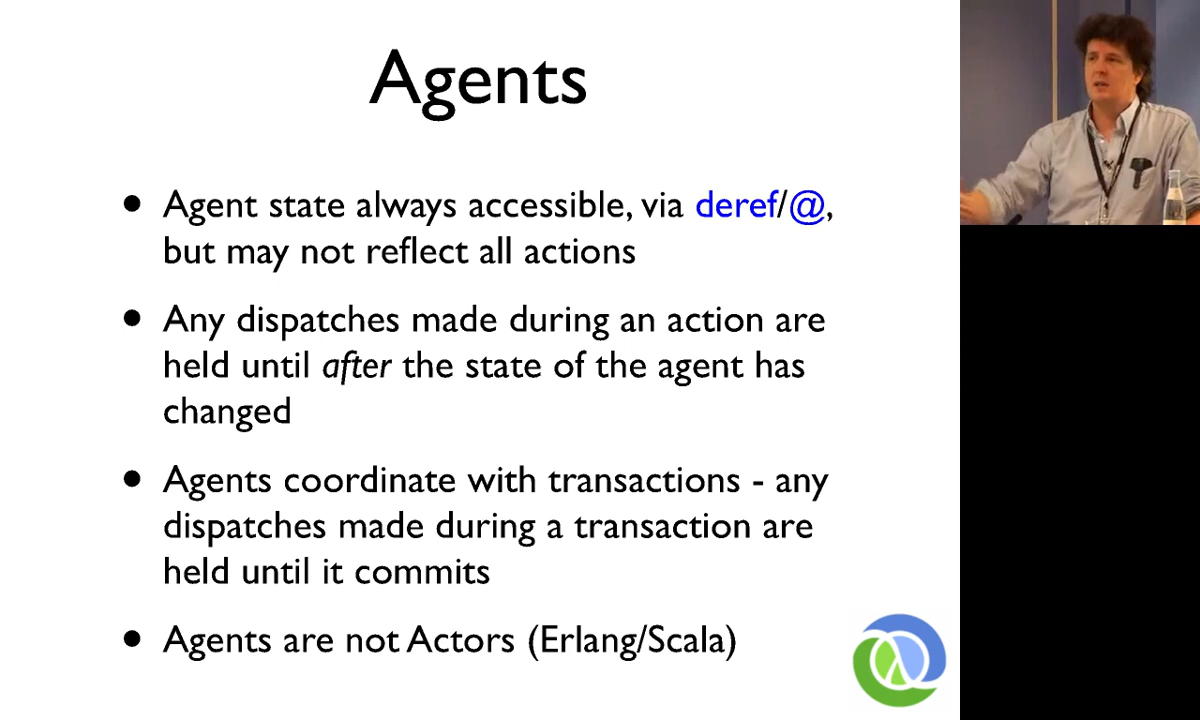 Agents
• Agent state always accessible, via deref/@,
but may not reflect all actions
• Any dispatches made during an action are
held until after the state of the agent has
changed
• Agents coordinate with transactions - any
dispatches made during a transaction are
held until it commits
• Agents are not Actors (Erlang/Scala)